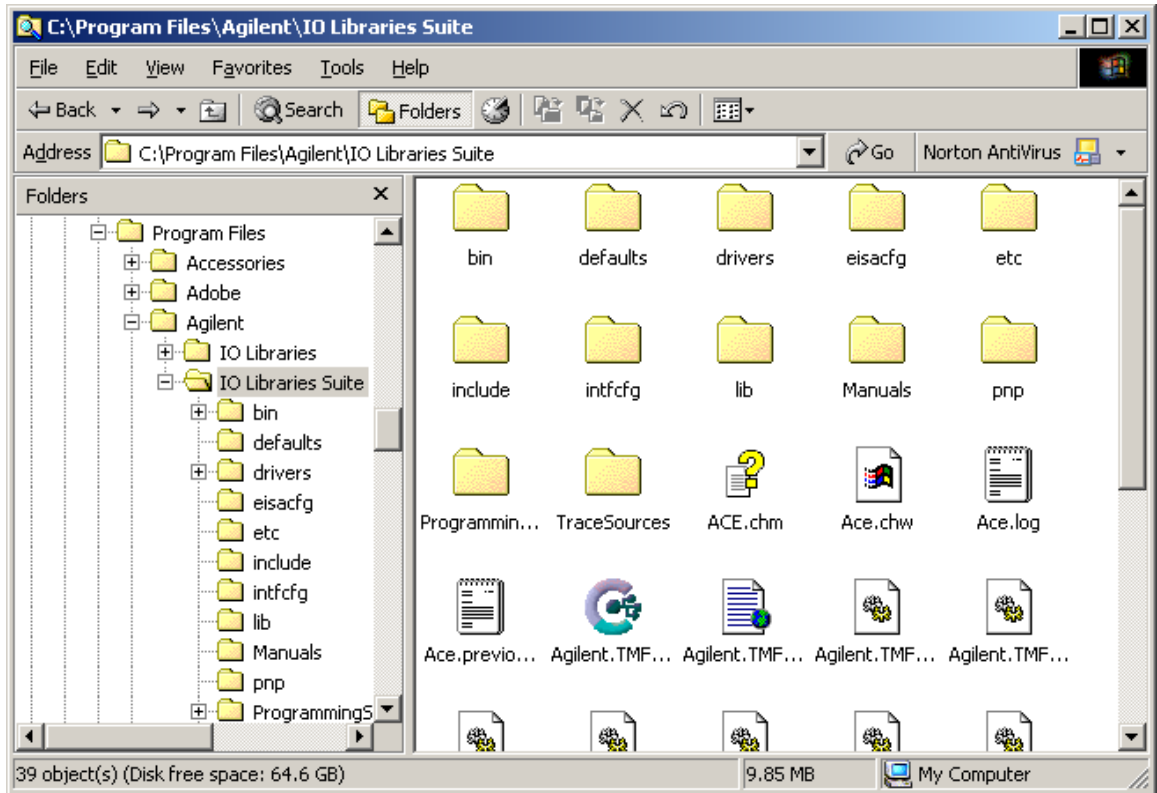 C:\Program Files\Agilent\IO Libraries Suite
File Edit View Favorites Tools Help
Back Search Folders
Address C:\Program Files\Agilent\IO Libraries Suite Go Norton AntiVirus
Folders
Program Files
Accessories
Adobe
Agilent
IO Libraries
IO Libraries Suite
bin
defaults
drivers
eisacfg
etc
include
intfcfg
lib
Manuals
pnp
ProgrammingS
bin defaults drivers eisacfg etc
include intfcfg lib Manuals pnp
Programmin... TraceSources ACE.chm Ace.chw Ace.log
Ace.previo... Agilent.TMF... Agilent.TMF... Agilent.TMF... Agilent.TMF...
39 object(s) (Disk free space: 64.6 GB) 9.85 MB My Computer